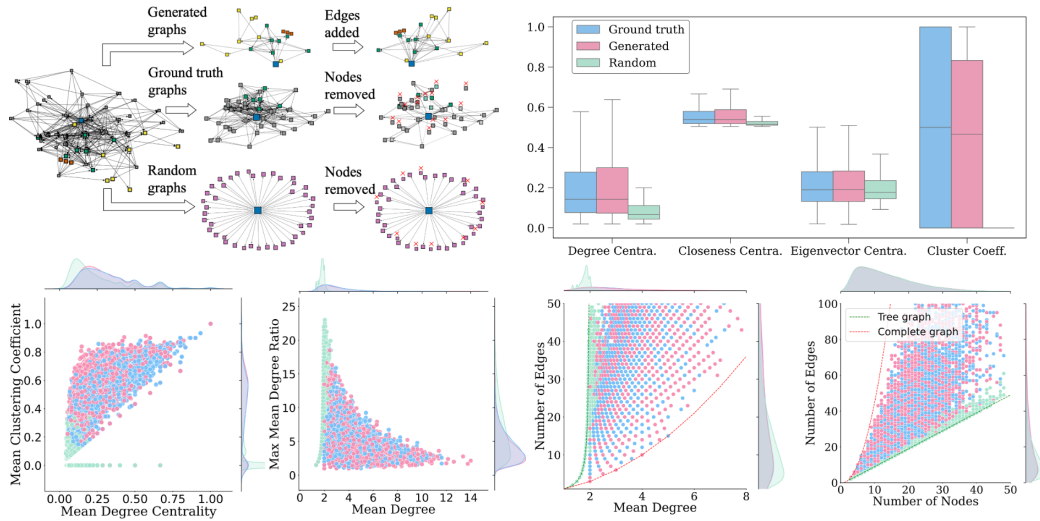 Generated
graphs
Edges
added
Ground truth
graphs
Nodes
removed
Random
graphs
Nodes
removed
1.0
0.8
0.6
0.4
0.2
0.0
Ground truth
Generated
Random
Degree Centra.
Closeness Centra.
Eigenvector Centra.
Cluster Coeff.
Mean Clustering Coefficient
1.0
0.8
0.6
0.4
0.2
0.0
0.00 0.25 0.50 0.75 1.00
Mean Degree Centrality
Max Mean Degree Ratio
25
20
15
10
5
0
0 2 4 6 8 10 12 14
Mean Degree
Number of Edges
50
40
30
20
10
2 4 6 8
Mean Degree
Number of Edges
100
80
60
40
20
0
Tree graph
Complete graph
0 10 20 30 40 50
Number of Nodes